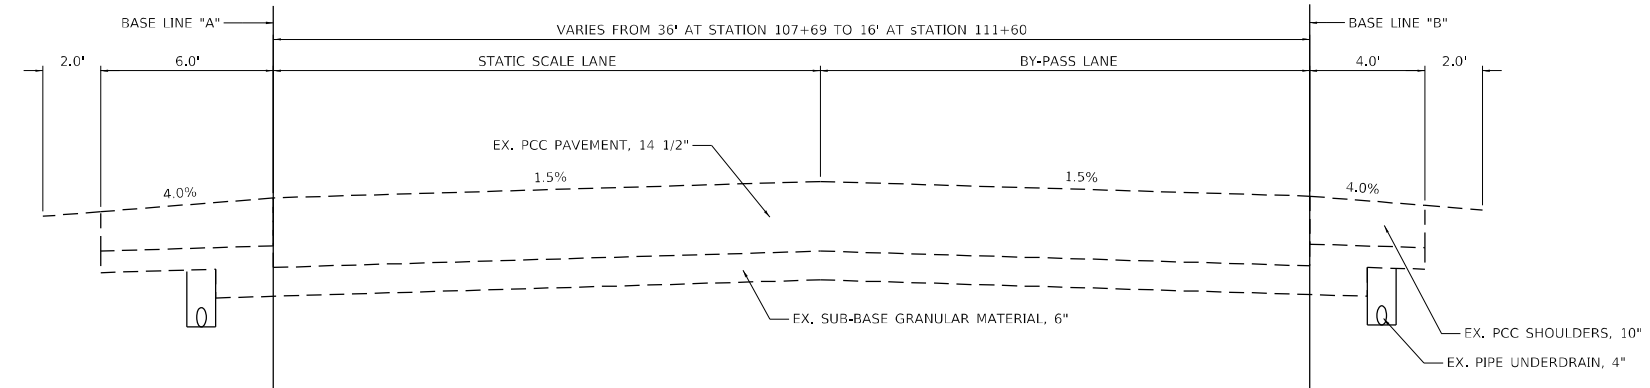 BASE LINE "A"
BASE LINE "B"
VARIES FROM 36' AT STATION 107+69 TO 16' AT sTATION 111+60
2.0'
6.0'
STATIC SCALE LANE
BY-PASS LANE
4.0'
2.0'
EX. PCC PAVEMENT, 14 1/2"
4.0%
1.5%
1.5%
4.0%
EX. SUB-BASE GRANULAR MATERIAL, 6"
EX. PCC SHOULDERS, 10"
EX. PIPE UNDERDRAIN, 4"